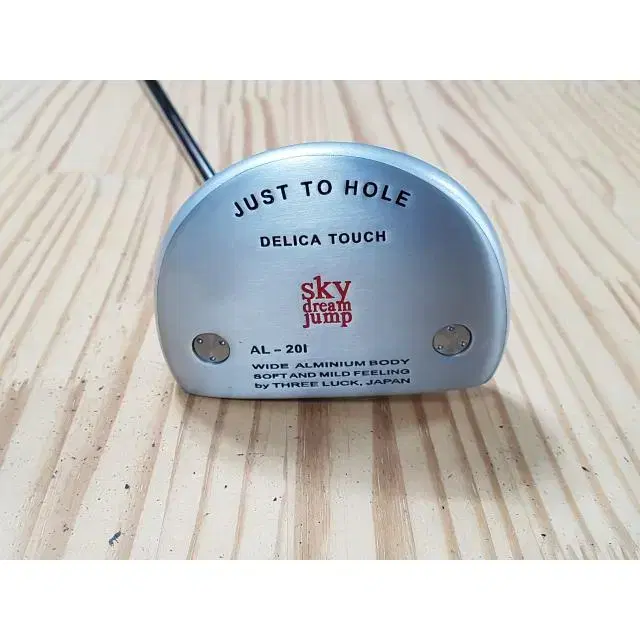 JUST TO HOLE
DELICA TOUCH
sky
dream
jump
AL-201
WIDE ALMINIUM BODY
SOFT AND MILD FEELING
by THREE LUCK, JAPAN